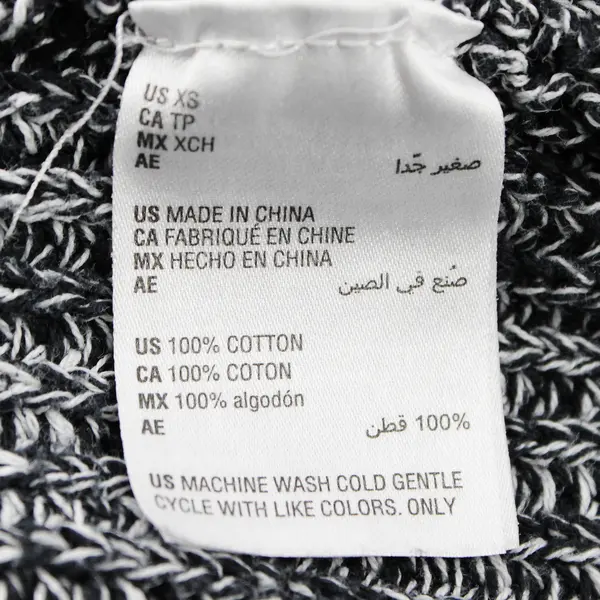 US XS
CA TP
MX XCH
AE صغير جّدا
US MADE IN CHINA
CA FABRIQUÉ EN CHINE
MX HECHO EN CHINA
AE صُنع في الصين
US 100% COTTON
CA 100% COTON
MX 100% algodón
AE 100% قطن
US MACHINE WASH COLD GENTLE
CYCLE WITH LIKE COLORS. ONLY